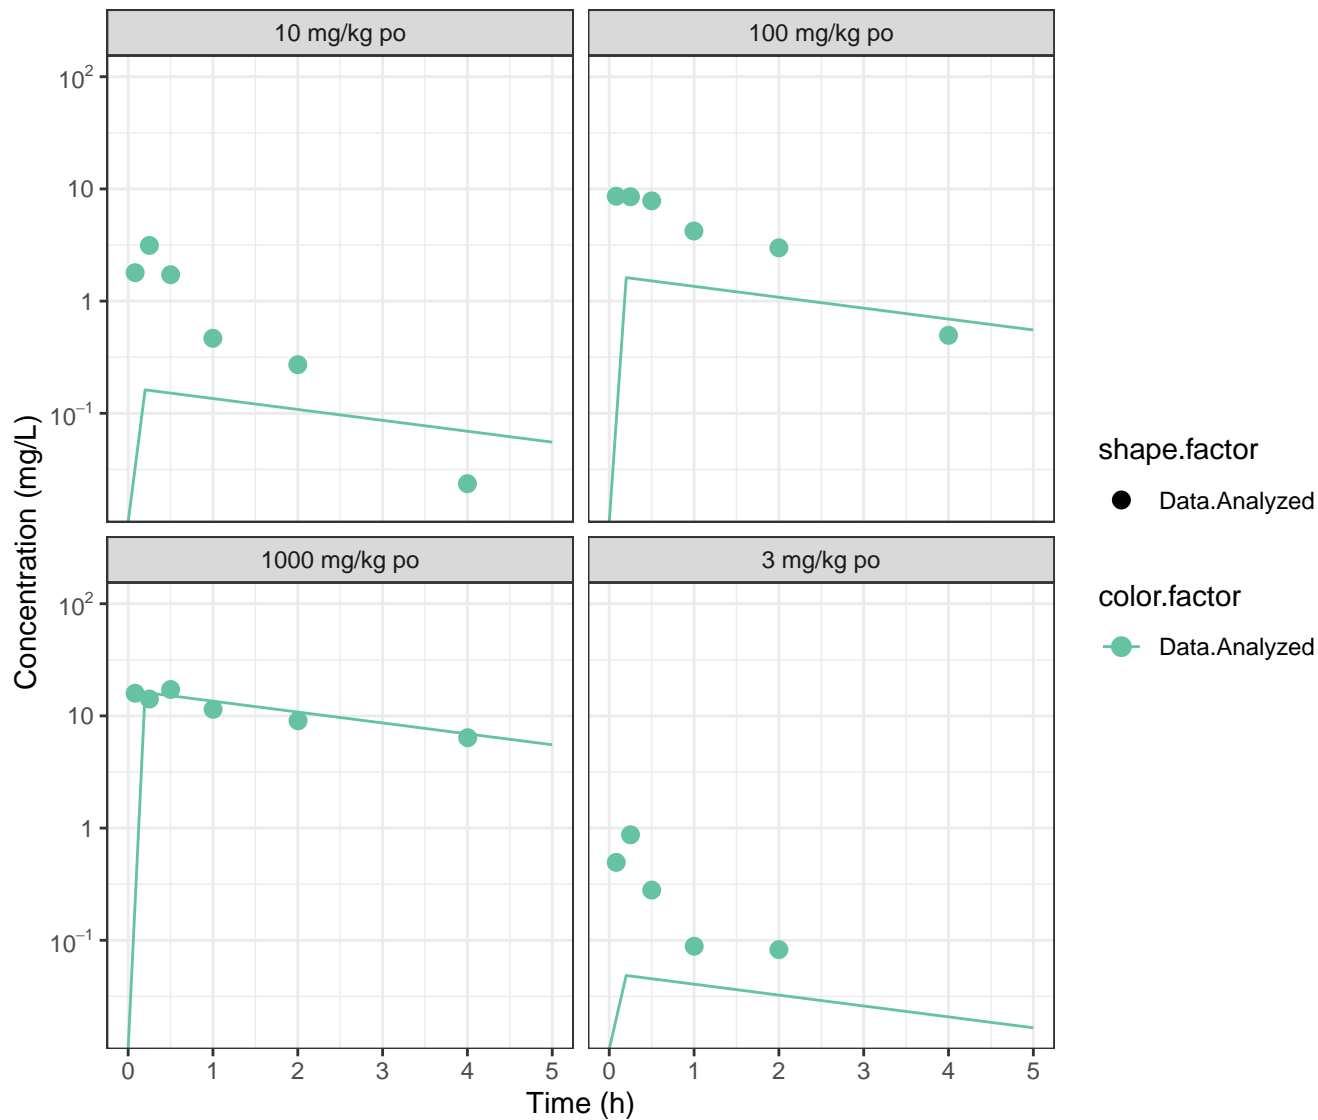 10 mg/kg po
100 mg/kg po
10²
10
1
10⁻¹
1000 mg/kg po
3 mg/kg po
10²
10
1
10⁻¹
0 1 2 3 4 5
0 1 2 3 4 5
Time (h)
Concentration (mg/L)
shape.factor
Data.Analyzed
color.factor
Data.Analyzed